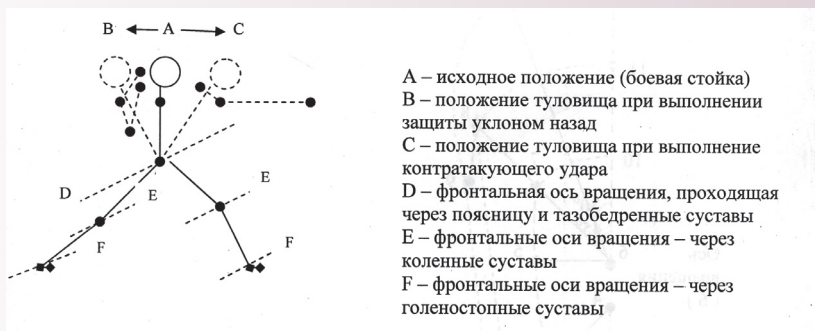 B A C
А – исходное положение (боевая стойка)
В – положение туловища при выполнении
защиты уклоном назад
С – положение туловища при выполнение
контратакующего удара
D – фронтальная ось вращения, проходящая
через поясницу и тазобедренные суставы
Е – фронтальные оси вращения – через
коленные суставы
F – фронтальные оси вращения – через
голеностопные суставы
D E E
F F